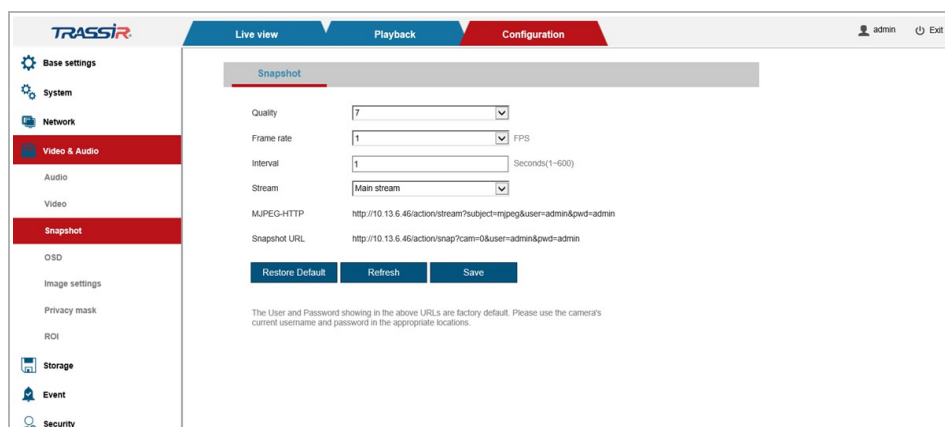 TRASSIR
Live view
Playback
Configuration
admin
Exit
Base settings
System
Network
Video & Audio
Audio
Video
Snapshot
OSD
Image settings
Privacy mask
ROI
Storage
Event
Security
Snapshot
Quality 7
Frame rate 1 FPS
Interval 1 Seconds(1~600)
Stream Main stream
MJPEG-HTTP http://10.13.6.46/action/stream?subject=mjpeg&user=admin&pwd=admin
Snapshot URL http://10.13.6.46/action/snap?cam=0&user=admin&pwd=admin
Restore Default
Refresh
Save
The User and Password showing in the above URLs are factory default. Please use the camera's
current username and password in the appropriate locations.